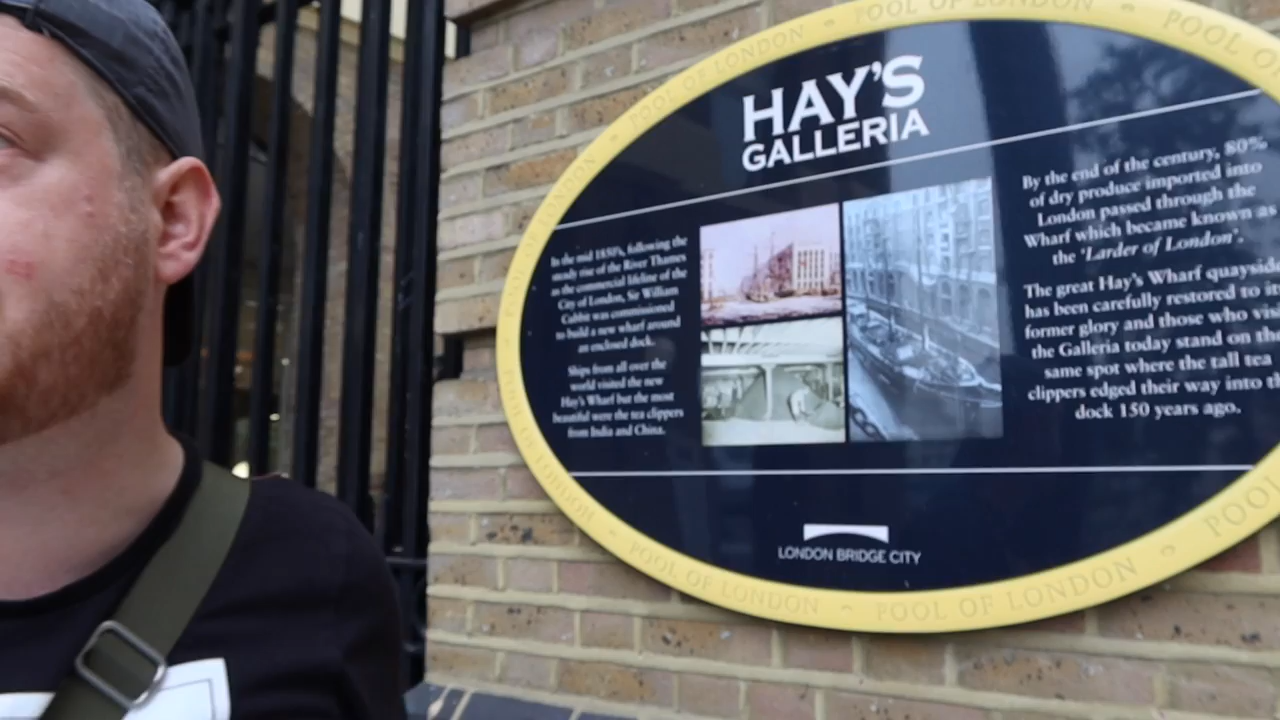 POOL OF LONDON
POOL OF LONDON
POOL O
HAY'S
GALLERIA
In the mid 1850's, following the
steady rise of the River Thames
as the commercial lifeline of the
City of London, Sir William
Cubbit was commissioned
to build a new wharf around
an enclosed dock.
Ships from all over the
world visited the new
Hay's Wharf but the most
beautiful were the tea clippers
from India and China.
By the end of the century, 80%
of dry produce imported into
London passed through the
Wharf which became known as
the 'Larder of London'.
The great Hay's Wharf quayside
has been carefully restored to its
former glory and those who vis
the Galleria today stand on the
same spot where the tall tea
clippers edged their way into th
dock 150 years ago.
LONDON BRIDGE CITY
POOL OF LONDON
POOL OF LONDON
POOL